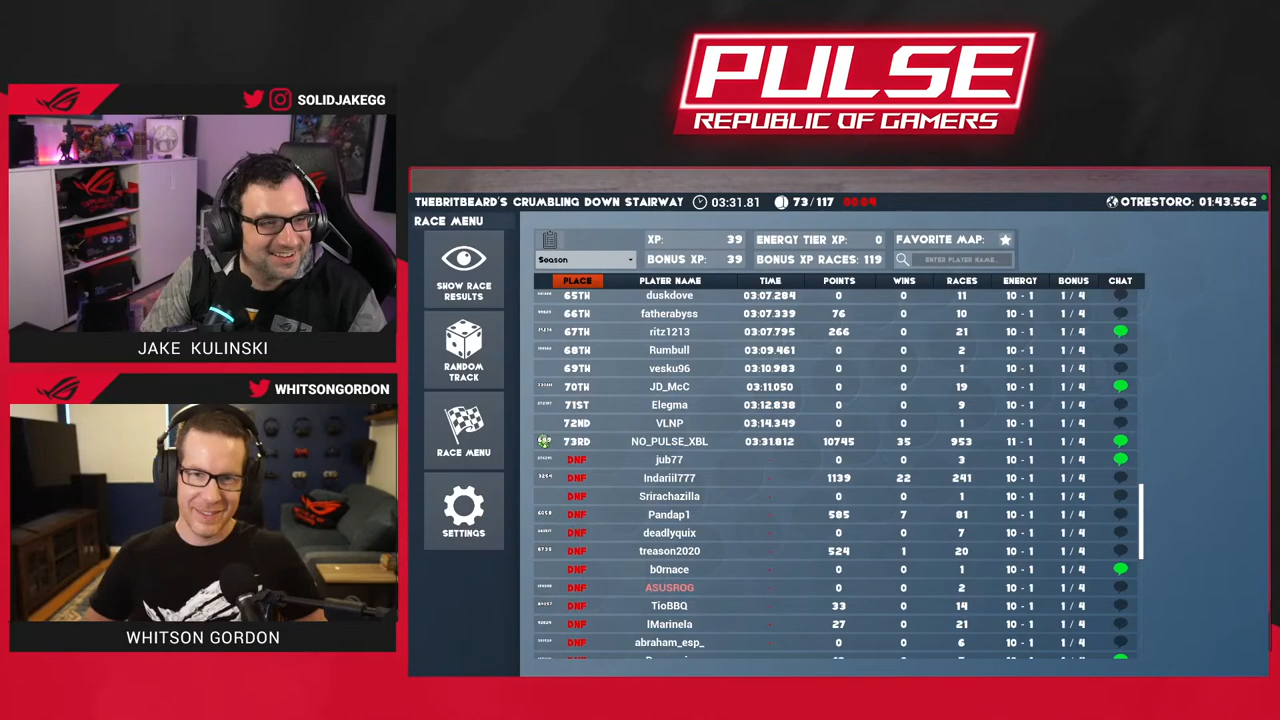 PULSE
REPUBLIC OF GAMERS
SOLIDJAKEGG
JAKE KULINSKI
WHITSONGORDON
WHITSON GORDON
THEBRITBEARD'S CRUMBLING DOWN STAIRWAY 03:31.81 73/117 00:04 OTRESTORO: 01:43.562
RACE MENU
SHOW RACE RESULTS
RANDOM TRACK
RACE MENU
SETTINGS
XP: 39 ENERGY TIER XP: 0 FAVORITE MAP:
Season BONUS XP: 39 BONUS XP RACES: 119 ENTER PLAYER NAME...
PLACE PLAYER NAME TIME POINTS WINS RACES ENERGY BONUS CHAT
65TH duskdove 03:07.284 0 0 11 10 - 1 1 / 4
66TH fatherabyss 03:07.339 76 0 10 10 - 1 1 / 4
67TH ritz1213 03:07.795 266 0 21 10 - 1 1 / 4
68TH Rumbull 03:09.461 0 0 2 10 - 1 1 / 4
69TH vesku96 03:10.983 0 0 1 10 - 1 1 / 4
70TH JD_McC 03:11.050 0 0 19 10 - 1 1 / 4
71ST Elegma 03:12.838 0 0 9 10 - 1 1 / 4
72ND VLNP 03:14.349 0 0 2 10 - 1 1 / 4
73RD NO_PULSE_XBL 03:31.812 10745 35 953 11 - 1 1 / 4
DNF jub77 - 0 0 3 10 - 1 1 / 4
DNF Indariil777 - 1139 22 241 10 - 1 1 / 4
DNF Srirachazilla - 0 0 1 10 - 1 1 / 4
DNF Pandap1 - 585 7 81 10 - 1 1 / 4
DNF deadlyquix - 0 0 7 10 - 1 1 / 4
DNF treason2020 - 524 1 20 10 - 1 1 / 4
DNF b0rnace - 0 0 1 10 - 1 1 / 4
DNF ASUSROG - 0 0 2 10 - 1 1 / 4
DNF TioBBQ - 33 0 14 10 - 1 1 / 4
DNF IMarinela - 27 0 21 10 - 1 1 / 4
DNF abraham_esp_ - 0 0 6 10 - 1 1 / 4